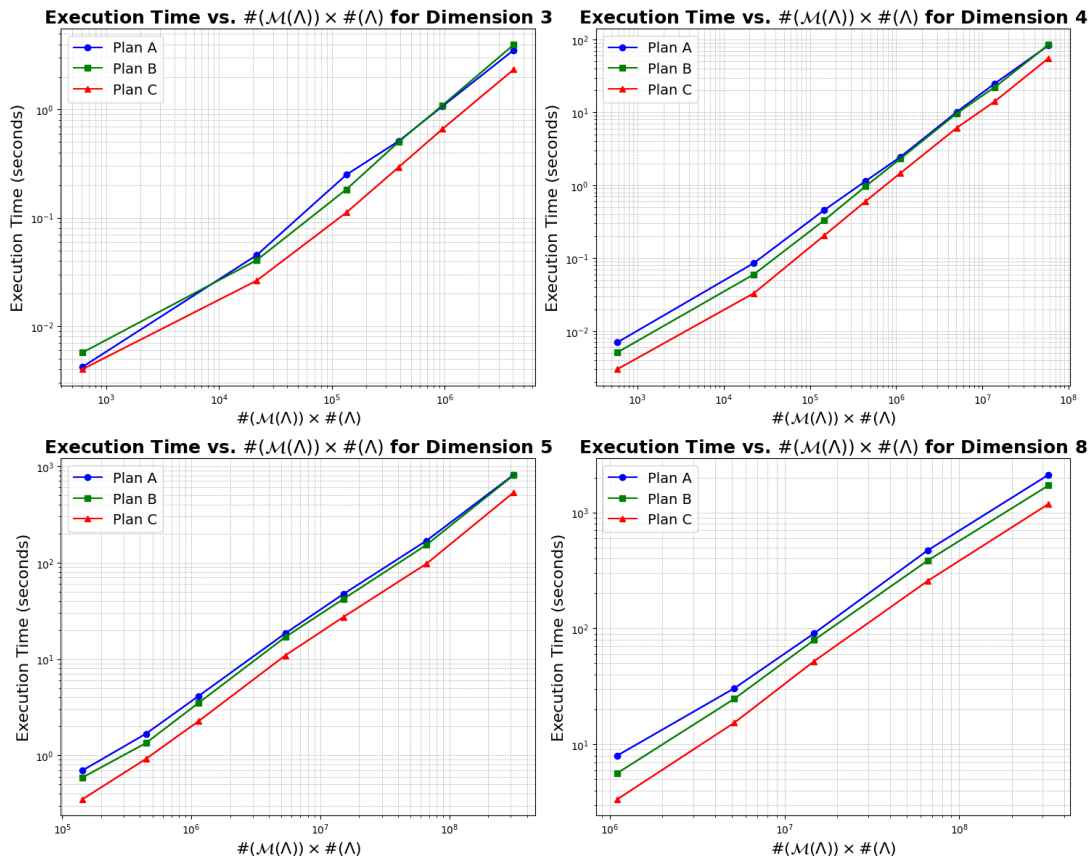 Execution Time vs. #(ℳ(Λ)) × #(Λ) for Dimension 3
Plan A
Plan B
Plan C
Execution Time (seconds)
10⁰
10⁻¹
10⁻²
10³
10⁴
10⁵
10⁶
#(ℳ(Λ)) × #(Λ)
Execution Time vs. #(ℳ(Λ)) × #(Λ) for Dimension 4
Plan A
Plan B
Plan C
Execution Time (seconds)
10²
10¹
10⁰
10⁻¹
10⁻²
10³
10⁴
10⁵
10⁶
10⁷
10⁸
#(ℳ(Λ)) × #(Λ)
Execution Time vs. #(ℳ(Λ)) × #(Λ) for Dimension 5
Plan A
Plan B
Plan C
Execution Time (seconds)
10³
10²
10¹
10⁰
10⁵
10⁶
10⁷
10⁸
#(ℳ(Λ)) × #(Λ)
Execution Time vs. #(ℳ(Λ)) × #(Λ) for Dimension 8
Plan A
Plan B
Plan C
Execution Time (seconds)
10³
10²
10¹
10⁶
10⁷
10⁸
#(ℳ(Λ)) × #(Λ)